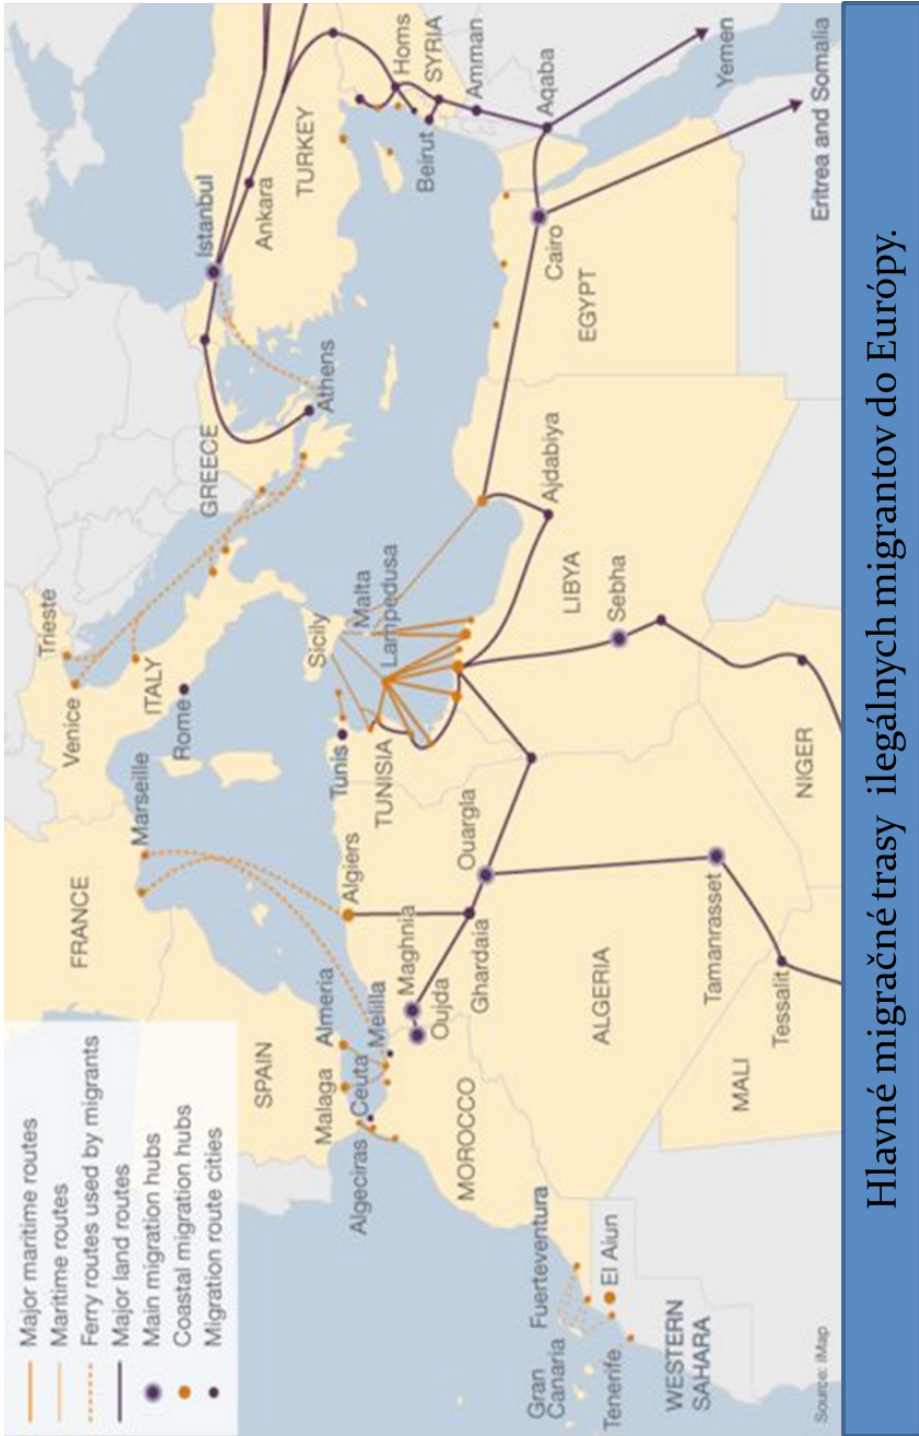 Major maritime routes
Maritime routes
Ferry routes used by migrants
Major land routes
Main migration hubs
Coastal migration hubs
Migration route cities
FRANCE
Marseille
Venice
Trieste
ITALY
Rome
GREECE
Athens
Istanbul
Ankara
TURKEY
Homs
SYRIA
Beirut
Amman
Aqaba
Yemen
SPAIN
Malaga
Almeria
Algeciras
Ceuta
Melilla
Algiers
Tunis
TUNISIA
Sicily
Malta
Lampedusa
MOROCCO
Oujda
Maghnia
Ghardaia
Ouargla
ALGERIA
LIBYA
Ajdabiya
Sebha
Cairo
EGYPT
Eritrea and Somalia
Fuerteventura
Gran
Canaria
Tenerife
El Aiun
WESTERN
SAHARA
MALI
Tessalit
Tamanrasset
NIGER
Source: iMap
Hlavné migračné trasy ilegálnych migrantov do Európy.